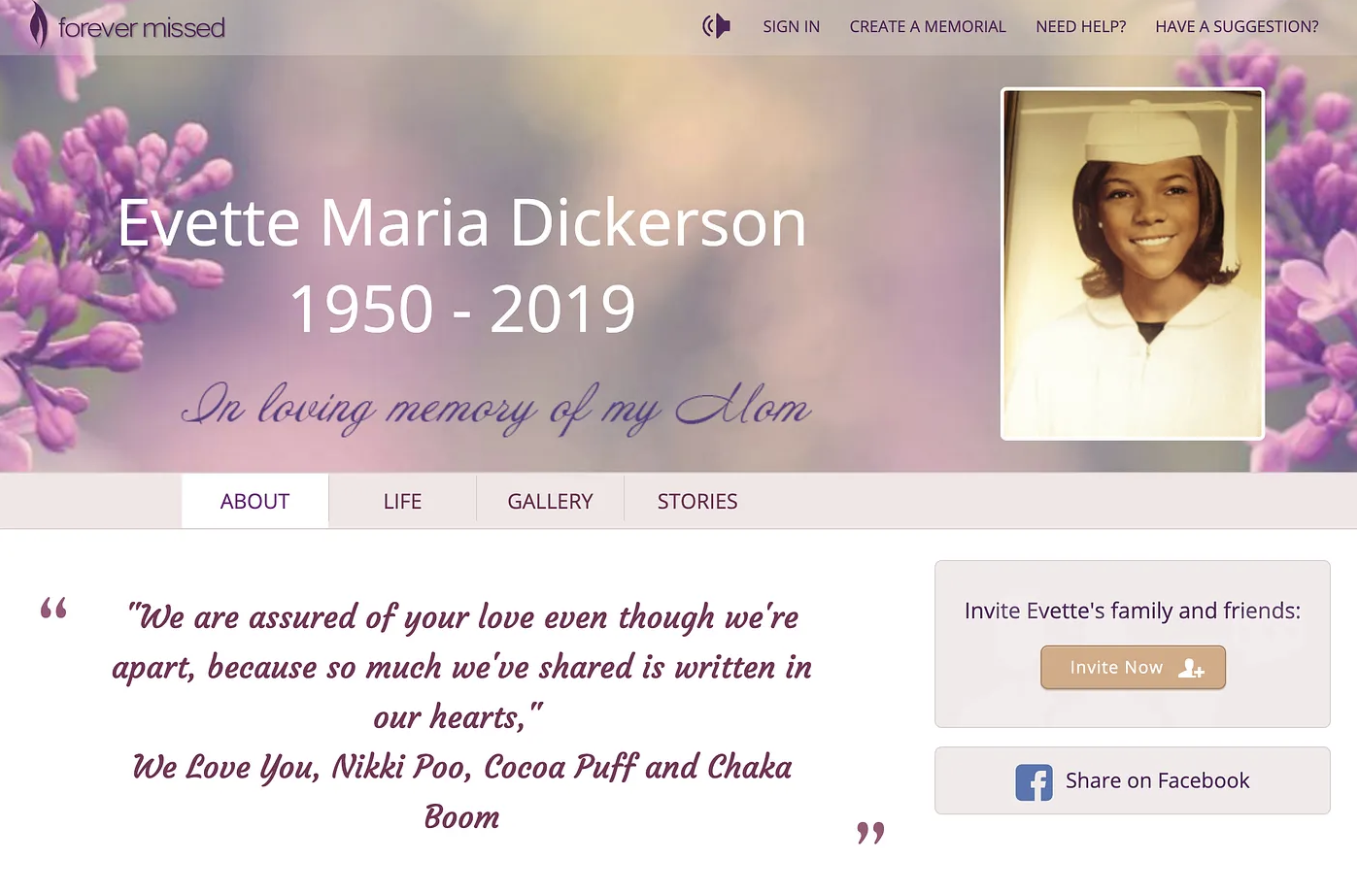 forever missed
SIGN IN CREATE A MEMORIAL NEED HELP? HAVE A SUGGESTION?
Evette Maria Dickerson
1950 - 2019
In loving memory of my Mom
ABOUT LIFE GALLERY STORIES
“ "We are assured of your love even though we're
apart, because so much we've shared is written in
our hearts,"
We Love You, Nikki Poo, Cocoa Puff and Chaka
Boom ”
Invite Evette's family and friends:
Invite Now
Share on Facebook